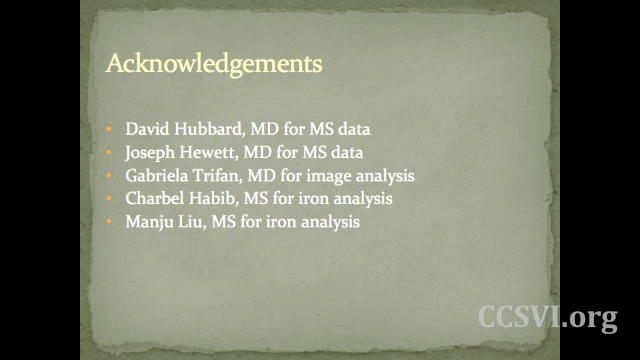 Acknowledgements
• David Hubbard, MD for MS data
• Joseph Hewett, MD for MS data
• Gabriela Trifan, MD for image analysis
• Charbel Habib, MS for iron analysis
• Manju Liu, MS for iron analysis
CCSVI.org